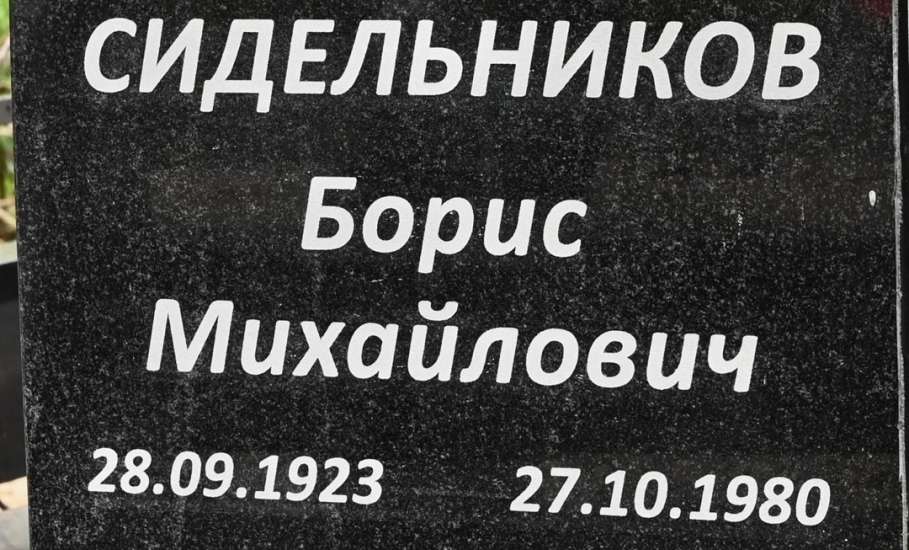 СИДЕЛЬНИКОВ
Борис
Михайлович
28.09.1923 27.10.1980